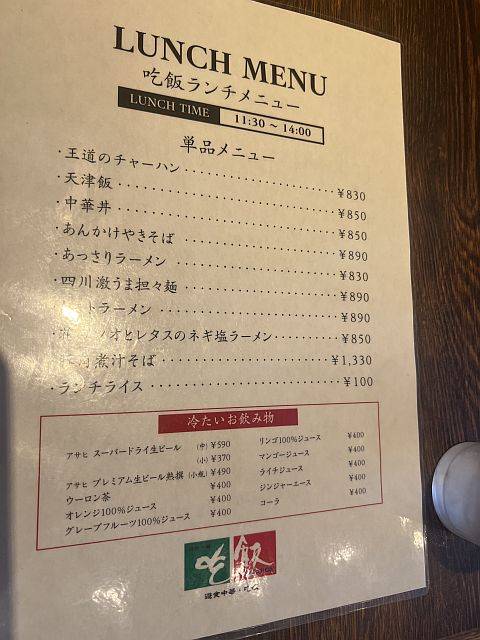 LUNCH MENU
吃飯ランチメニュー
LUNCH TIME 11:30 ~ 14:00
単品メニュー
・王道のチャーハン ¥830
・天津飯 ¥850
・中華丼 ¥850
・あんかけやきそば ¥890
・あっさりラーメン ¥830
・四川激うま担々麺 ¥890
トラーメン ¥890
オとレタスのネギ塩ラーメン ¥850
煮汁そば ¥1,330
・ランチライス ¥100
冷たいお飲み物
アサヒ スーパードライ生ビール (中) ¥590
(小) ¥370
アサヒ プレミアム生ビール熟撰 (小瓶) ¥490
ウーロン茶 ¥400
オレンジ100%ジュース ¥400
グレープフルーツ100%ジュース ¥400
リンゴ100%ジュース ¥400
マンゴージュース ¥400
ライチジュース ¥400
ジンジャーエース ¥400
コーラ ¥400
吃飯
遊食中華